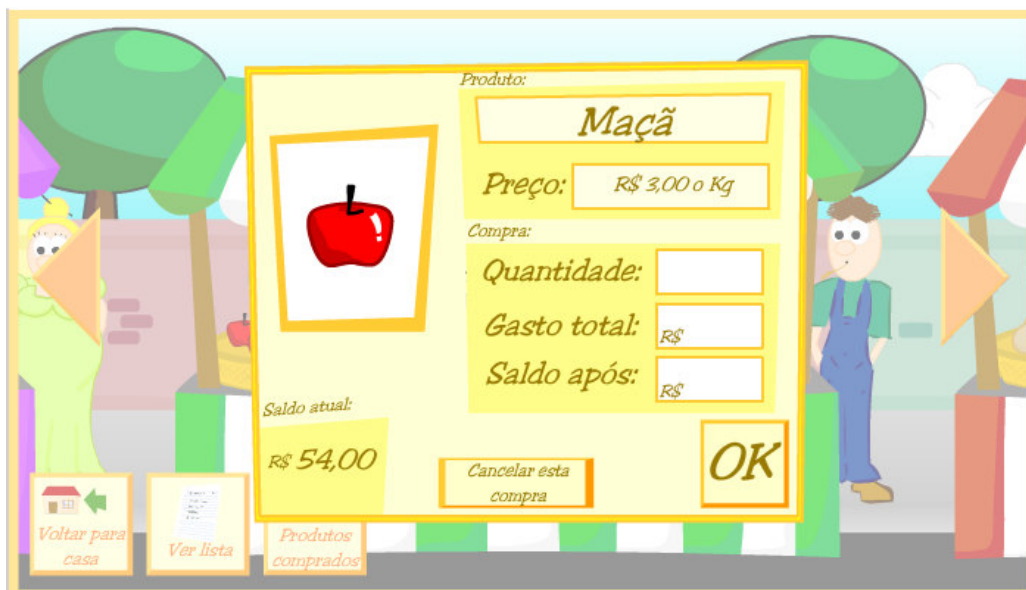 Produto:
Maçã
Preço: R$ 3,00 o Kg
Compra:
Quantidade:
Gasto total: R$
Saldo após: R$
Saldo atual:
R$ 54,00
Cancelar esta
compra
OK
Voltar para
casa
Ver lista
Produtos
comprados